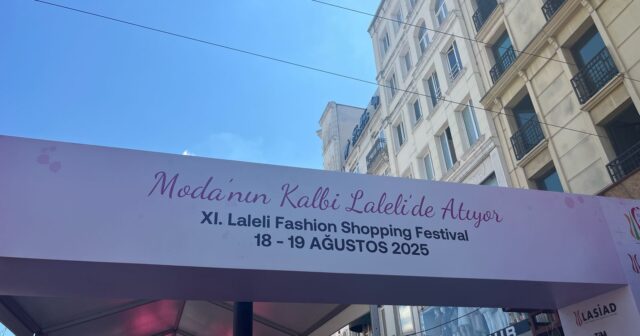 Moda'nın Kalbi Laleli'de Atıyor
XI. Laleli Fashion Shopping Festival
18 - 19 AĞUSTOS 2025
LASİAD